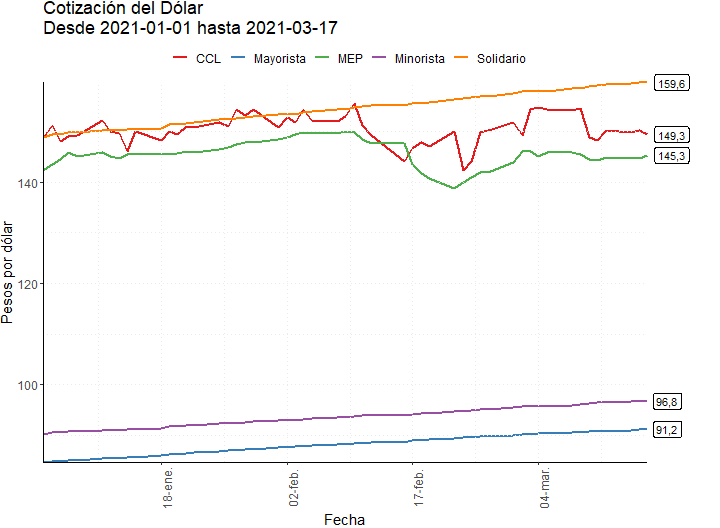 Cotización del Dólar
Desde 2021-01-01 hasta 2021-03-17
CCL Mayorista MEP Minorista Solidario
159,6
149,3
145,3
140
120
100
96,8
91,2
Pesos por dólar
18-ene.
02-feb.
17-feb.
04-mar.
Fecha